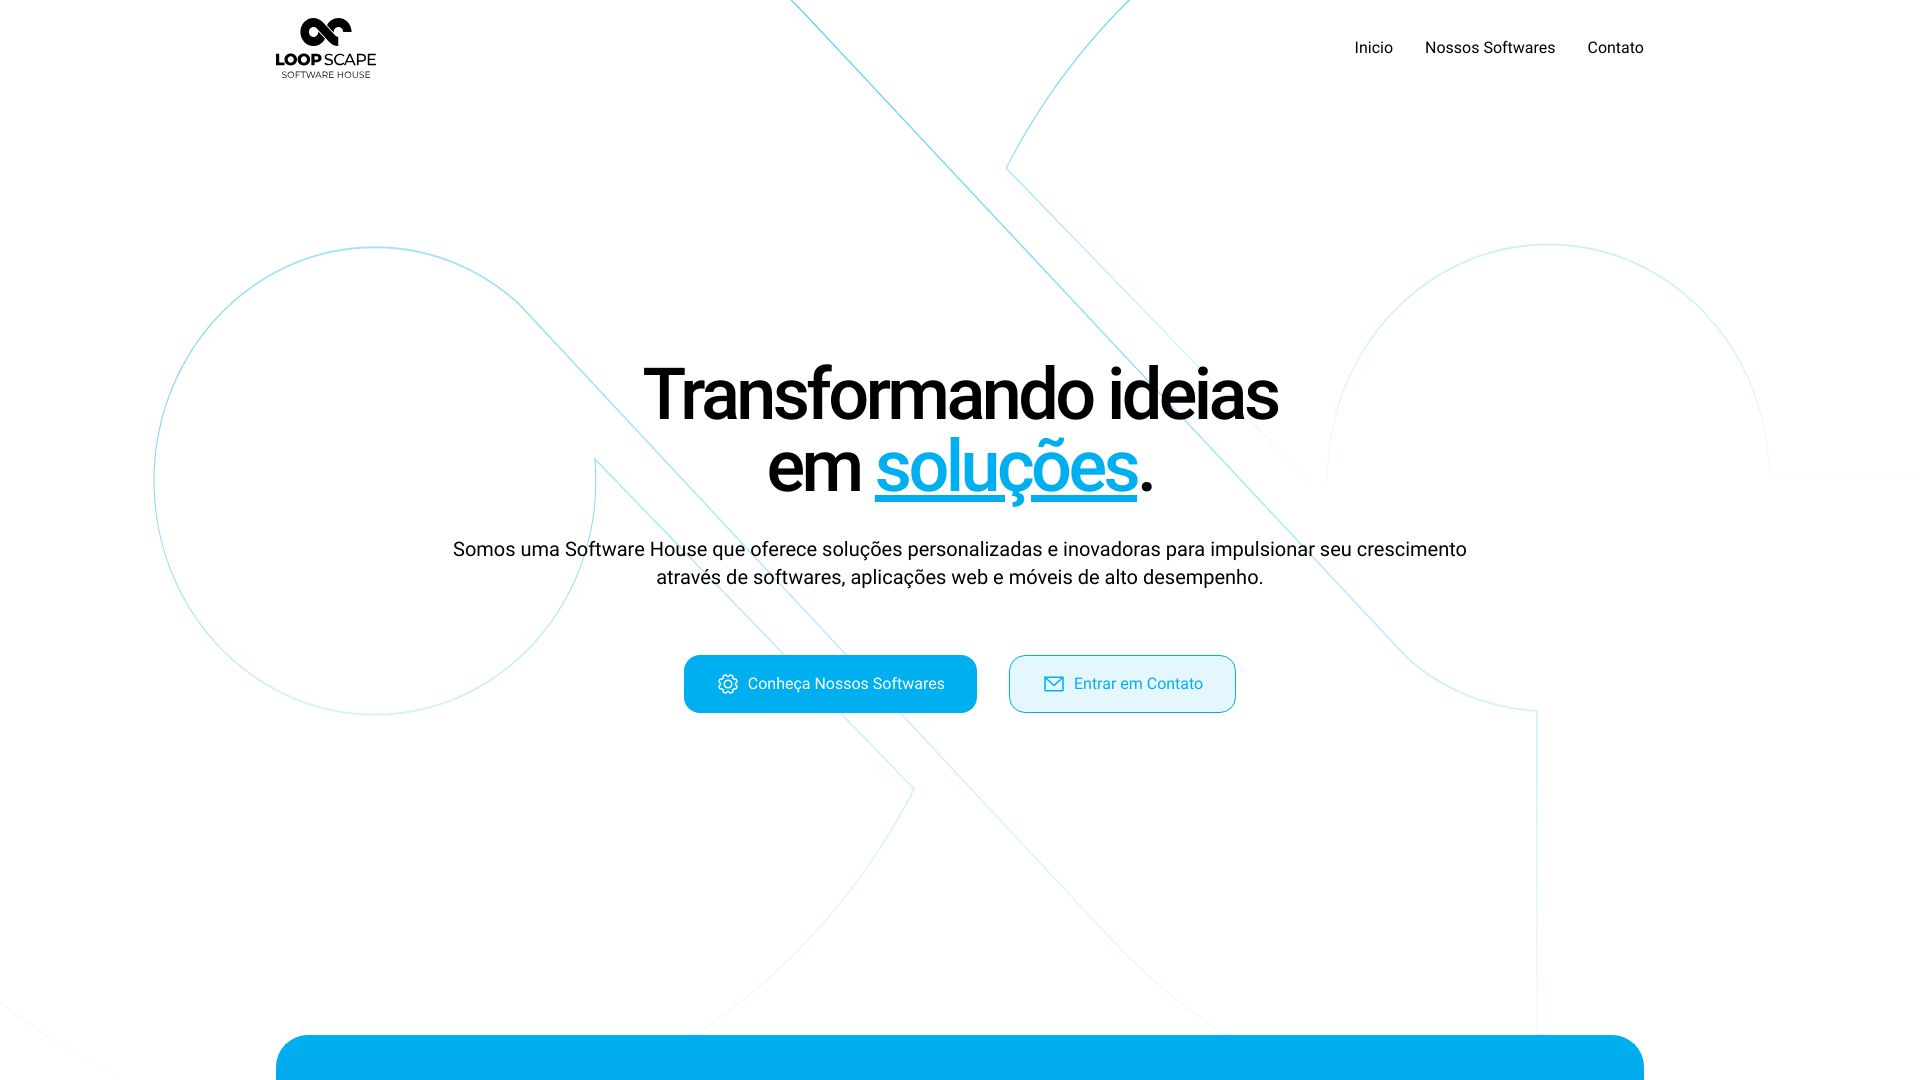 LOOPSCAPE
SOFTWARE HOUSE
Inicio
Nossos Softwares
Contato
Transformando ideias
em soluções.
Somos uma Software House que oferece soluções personalizadas e inovadoras para impulsionar seu crescimento
através de softwares, aplicações web e móveis de alto desempenho.
Conheça Nossos Softwares
Entrar em Contato